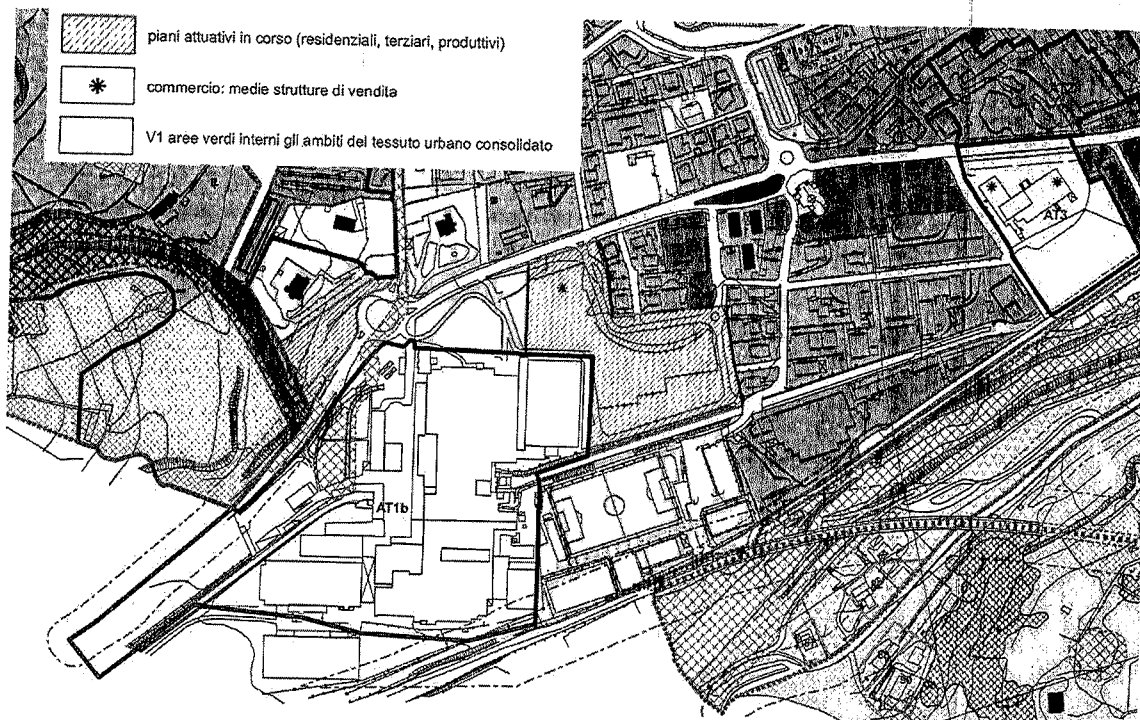 piani attuativi in corso (residenziali, terziari, produttivi)
commercio: medie strutture di vendita
V1 aree verdi interni gli ambiti del tessuto urbano consolidato
AT3
AT1b